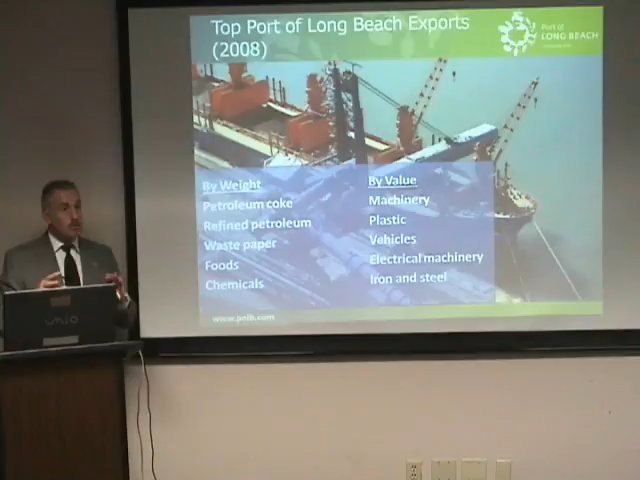 Top Port of Long Beach Exports
(2008)
Port of
LONG BEACH
By Weight
Petroleum coke
Refined petroleum
Waste paper
Foods
Chemicals
By Value
Machinery
Plastic
Vehicles
Electrical machinery
Iron and steel
www.polb.com
VAIO